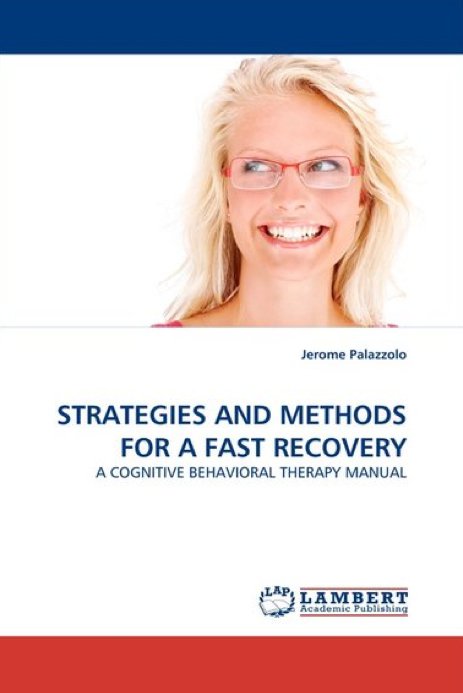 Jerome Palazzolo
STRATEGIES AND METHODS
FOR A FAST RECOVERY
A COGNITIVE BEHAVIORAL THERAPY MANUAL
LAP
LAMBERT
Academic Publishing